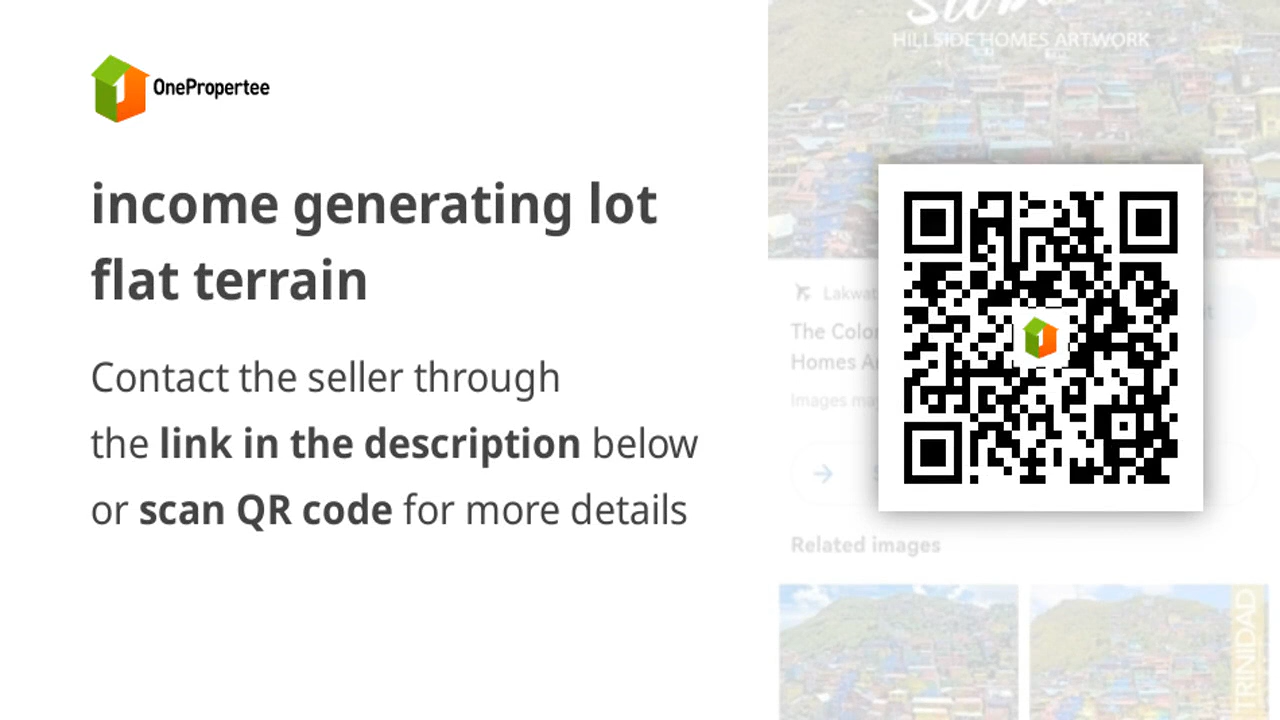 OnePropertee
income generating lot
flat terrain
Contact the seller through
the link in the description below
or scan QR code for more details
HILLSIDE HOMES ARTWORK
The
Homes
Images
Related images
TRINIDAD